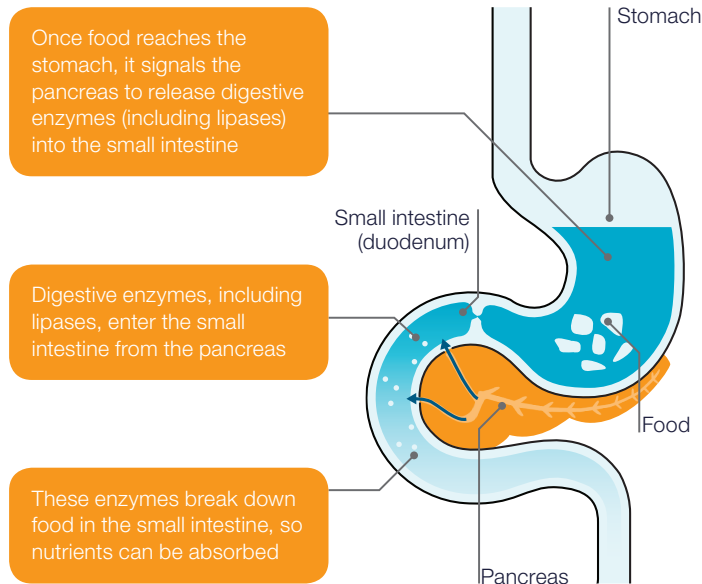 Once food reaches the
stomach, it signals the
pancreas to release digestive
enzymes (including lipases)
into the small intestine
Stomach
Small intestine
(duodenum)
Digestive enzymes, including
lipases, enter the small
intestine from the pancreas
Food
These enzymes break down
food in the small intestine, so
nutrients can be absorbed
Pancreas